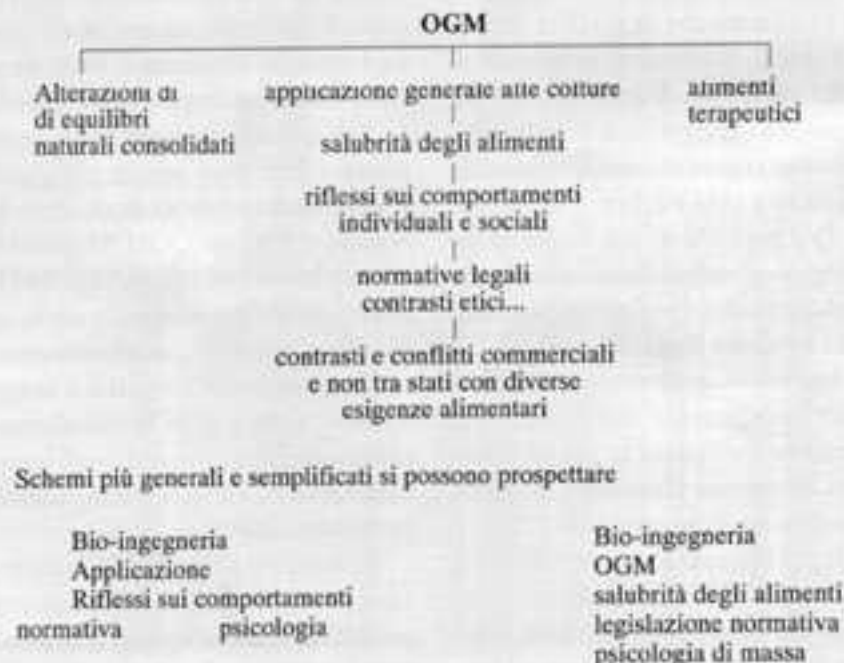 OGM
Alterazioni di
di equilibri
naturali consolidati
applicazione generale alle colture
salubrità degli alimenti
riflessi sui comportamenti
individuali e sociali
normative legali
contrasti etici...
contrasti e conflitti commerciali
e non tra stati con diverse
esigenze alimentari
alimenti
terapeutici
Schemi più generali e semplificati si possono prospettare
Bio-ingegneria
Applicazione
Riflessi sui comportamenti
normativa psicologia
Bio-ingegneria
OGM
salubrità degli alimenti
legislazione normativa
psicologia di massa